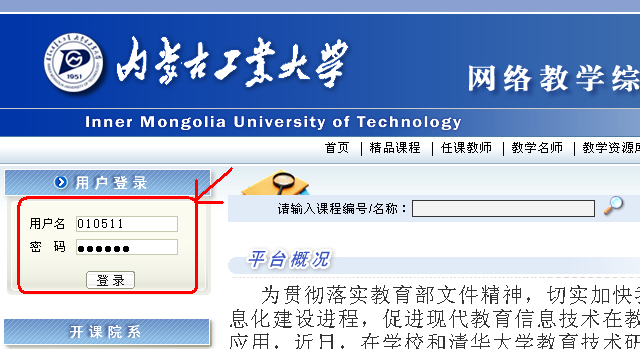 1951
内蒙古工业大学
网络教学综
Inner Mongolia University of Technology
首页 | 精品课程 | 任课教师 | 教学名师 | 教学资源库
用户登录
请输入课程编号/名称：
用户名 010511
密 码 ●●●●●●
登录
平台概况
为贯彻落实教育部文件精神，切实加快我
息化建设进程，促进现代教育信息技术在教
应用，近日，在学校和清华大学教育技术研
开课院系